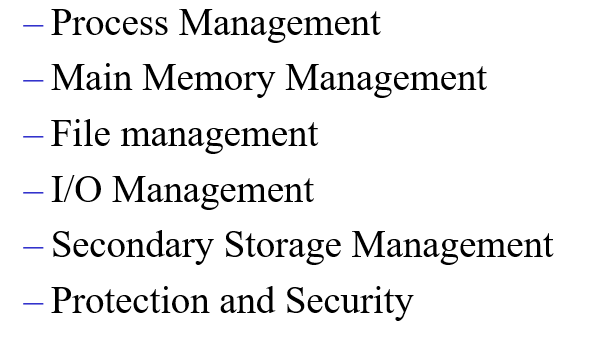 – Process Management
– Main Memory Management
– File management
– I/O Management
– Secondary Storage Management
– Protection and Security